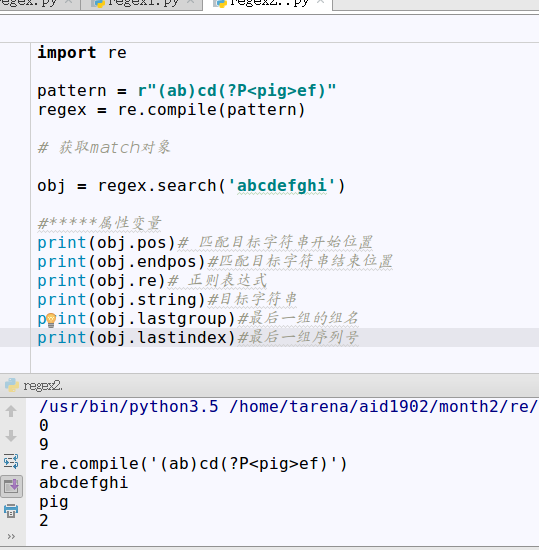 regex.py
regex1.py
regex2..py
import re
pattern = r"(ab)cd(?P<pig>ef)"
regex = re.compile(pattern)
# 获取match对象
obj = regex.search('abcdefghi')
#*****属性变量
print(obj.pos)# 匹配目标字符串开始位置
print(obj.endpos)#匹配目标字符串结束位置
print(obj.re)# 正则表达式
print(obj.string)#目标字符串
print(obj.lastgroup)#最后一组的组名
print(obj.lastindex)#最后一组序列号
regex2.
/usr/bin/python3.5 /home/tarena/aid1902/month2/re/
0
9
re.compile('(ab)cd(?P<pig>ef)')
abcdefghi
pig
2